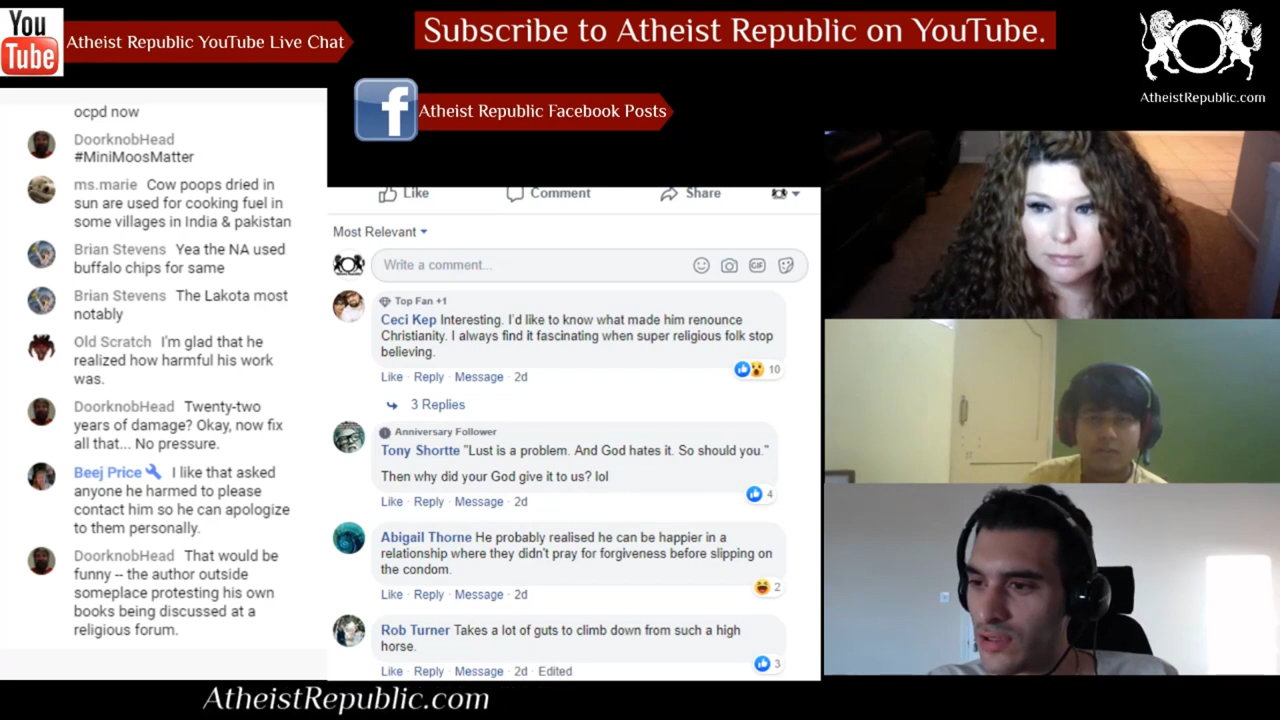 You
Tube
Atheist Republic YouTube Live Chat
Subscribe to Atheist Republic on YouTube.
AtheistRepublic.com
Atheist Republic Facebook Posts
ocpd now
DoorknobHead
#MiniMoosMatter
ms.marie Cow poops dried in
sun are used for cooking fuel in
some villages in India & pakistan
Brian Stevens Yea the NA used
buffalo chips for same
Brian Stevens The Lakota most
notably
Old Scratch I'm glad that he
realized how harmful his work
was.
DoorknobHead Twenty-two
years of damage? Okay, now fix
all that... No pressure.
Beej Price I like that asked
anyone he harmed to please
contact him so he can apologize
to them personally.
DoorknobHead That would be
funny -- the author outside
someplace protesting his own
books being discussed at a
religious forum.
Like Comment Share
Most Relevant
Write a comment...
GIF
Top Fan +1
Ceci Kep Interesting. I'd like to know what made him renounce
Christianity. I always find it fascinating when super religious folk stop
believing.
10
Like · Reply · Message · 2d
3 Replies
Anniversary Follower
Tony Shortte "Lust is a problem. And God hates it. So should you."
Then why did your God give it to us? lol
4
Like · Reply · Message · 2d
Abigail Thorne He probably realised he can be happier in a
relationship where they didn't pray for forgiveness before slipping on
the condom.
2
Like · Reply · Message · 2d
Rob Turner Takes a lot of guts to climb down from such a high
horse.
3
Like · Reply · Message · 2d · Edited
AtheistRepublic.com